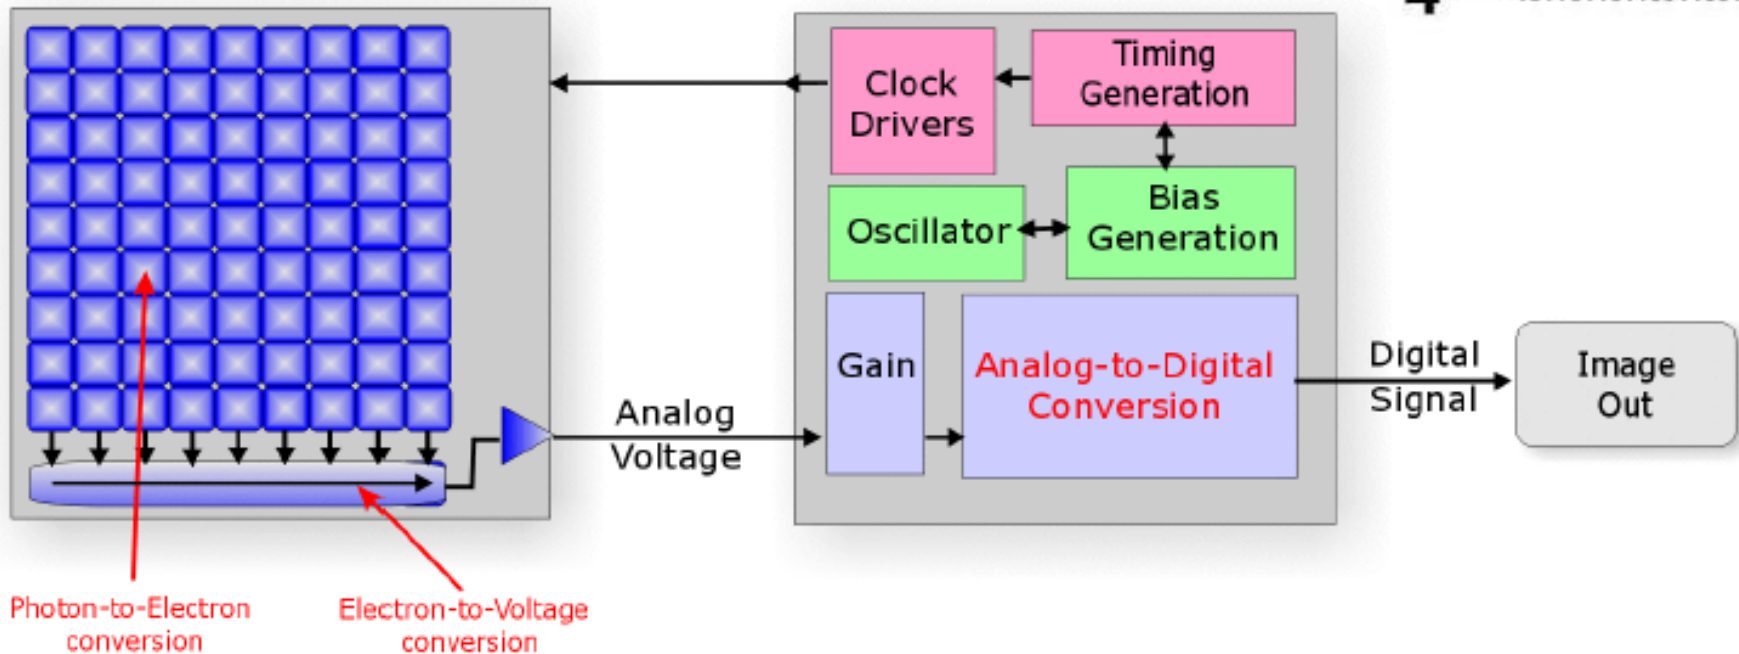 4
Clock
Drivers
Timing
Generation
Oscillator
Bias
Generation
Gain
Analog-to-Digital
Conversion
Analog
Voltage
Digital
Signal
Image
Out
Photon-to-Electron
conversion
Electron-to-Voltage
conversion